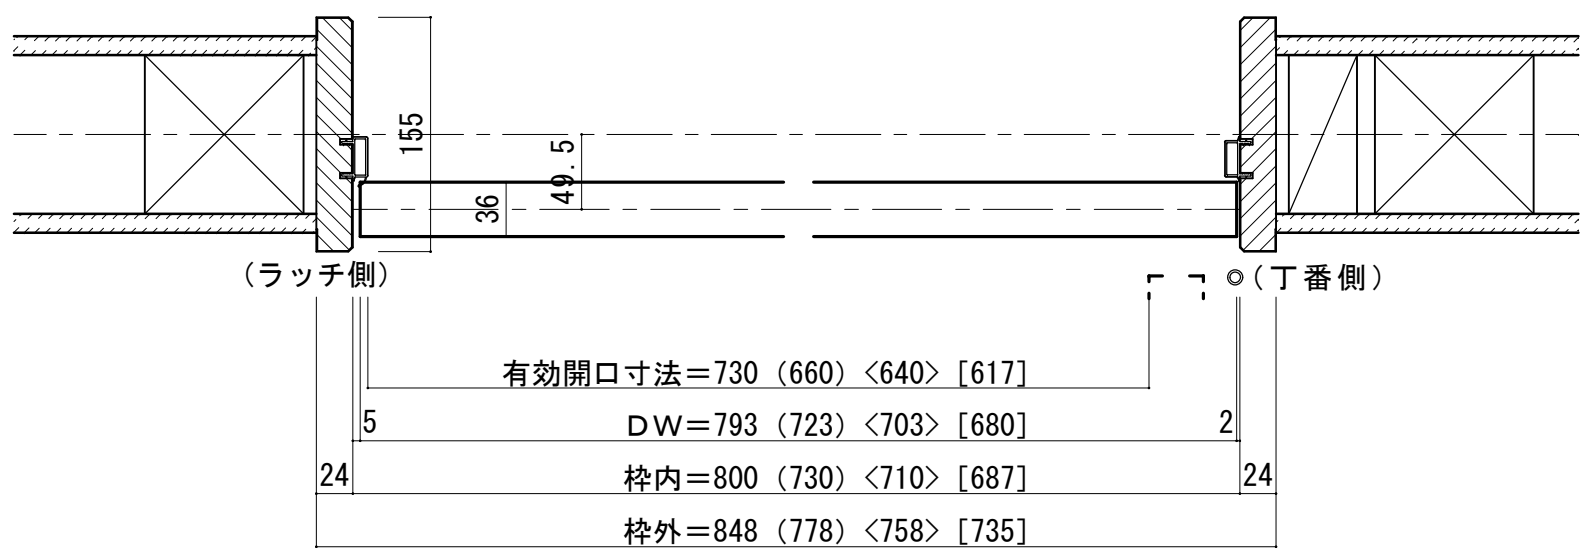 155
49.5
36
(ラッチ側)
(丁番側)
有効開口寸法=730 (660) <640> [617]
5 DW=793 (723) <703> [680] 2
24 枠内=800 (730) <710> [687] 24
枠外=848 (778) <758> [735]